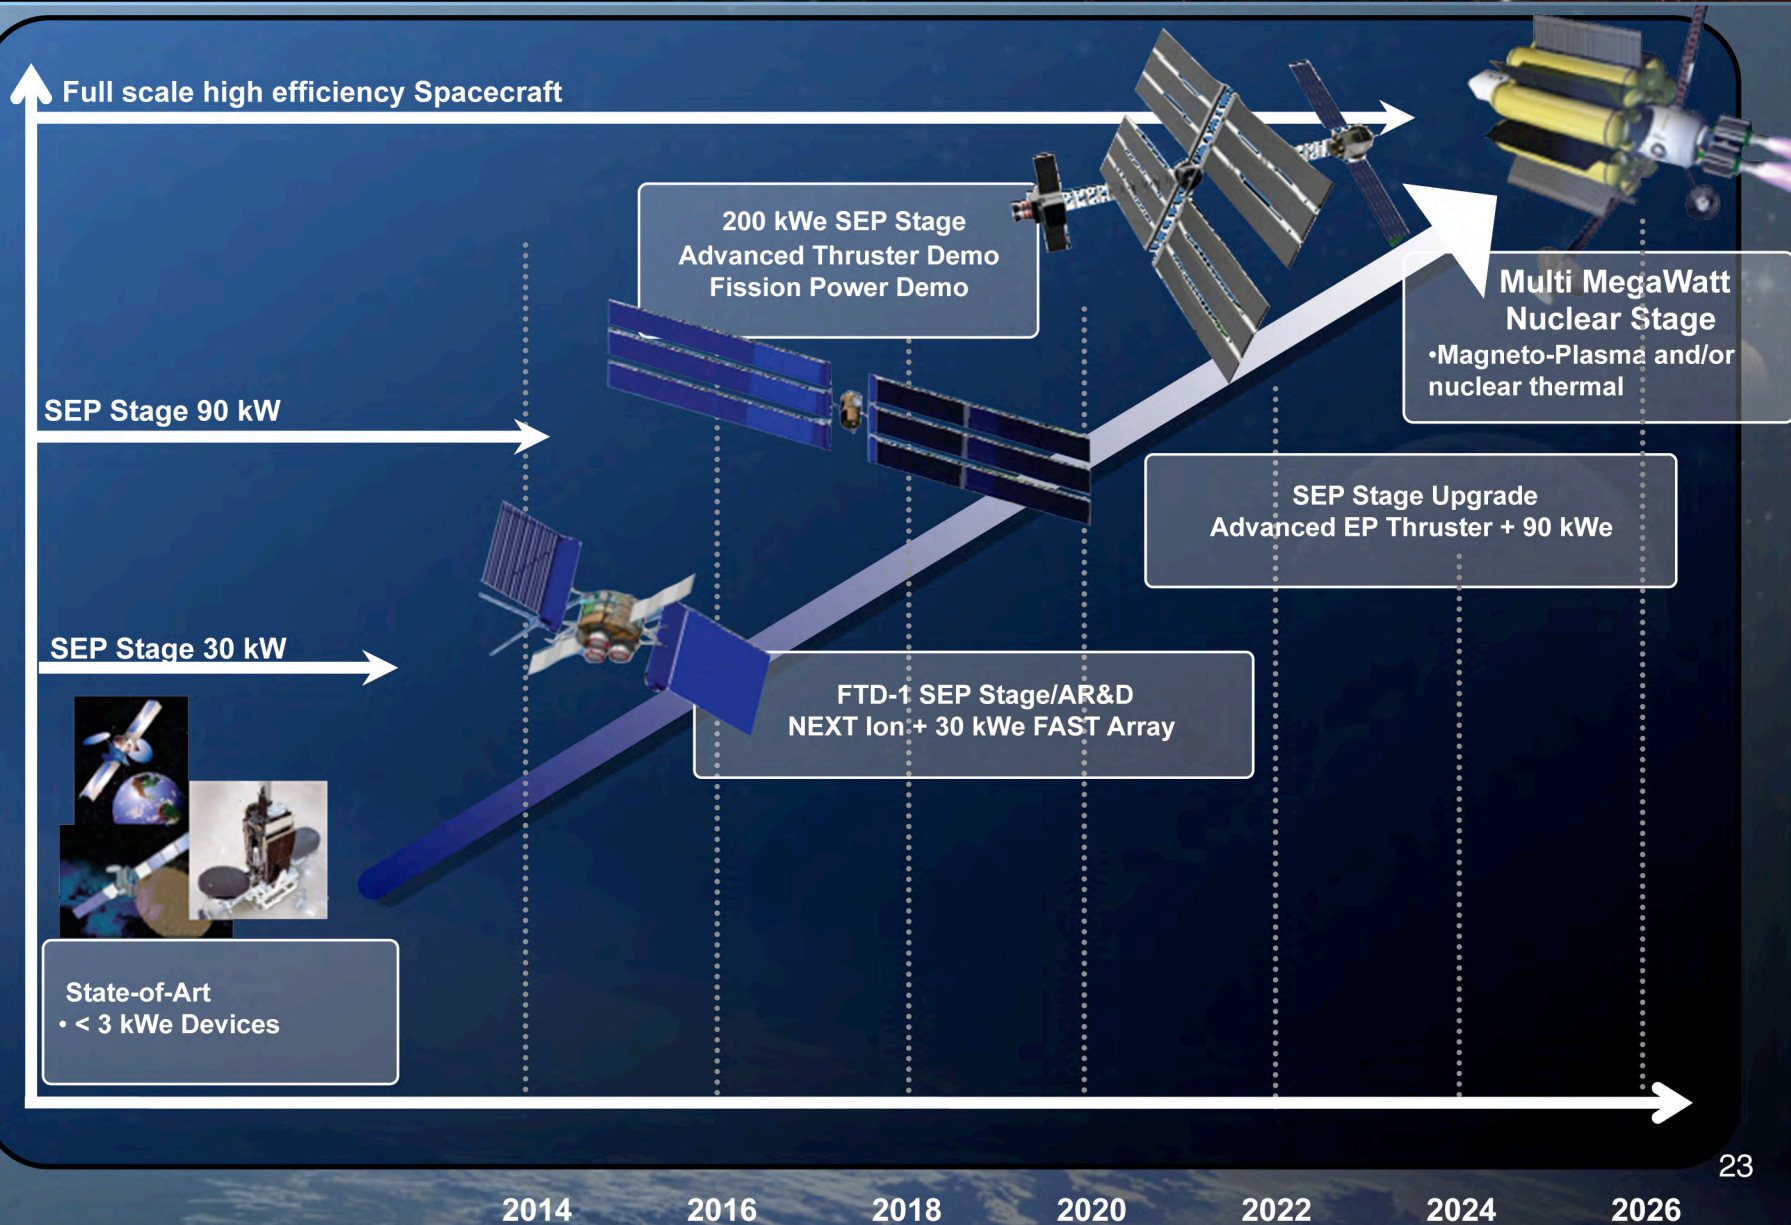 Full scale high efficiency Spacecraft
200 kWe SEP Stage
Advanced Thruster Demo
Fission Power Demo
Multi MegaWatt
Nuclear Stage
•Magneto-Plasma and/or
nuclear thermal
SEP Stage 90 kW
SEP Stage Upgrade
Advanced EP Thruster + 90 kWe
SEP Stage 30 kW
FTD-1 SEP Stage/AR&D
NEXT Ion + 30 kWe FAST Array
State-of-Art
• < 3 kWe Devices
23
2014 2016 2018 2020 2022 2024 2026